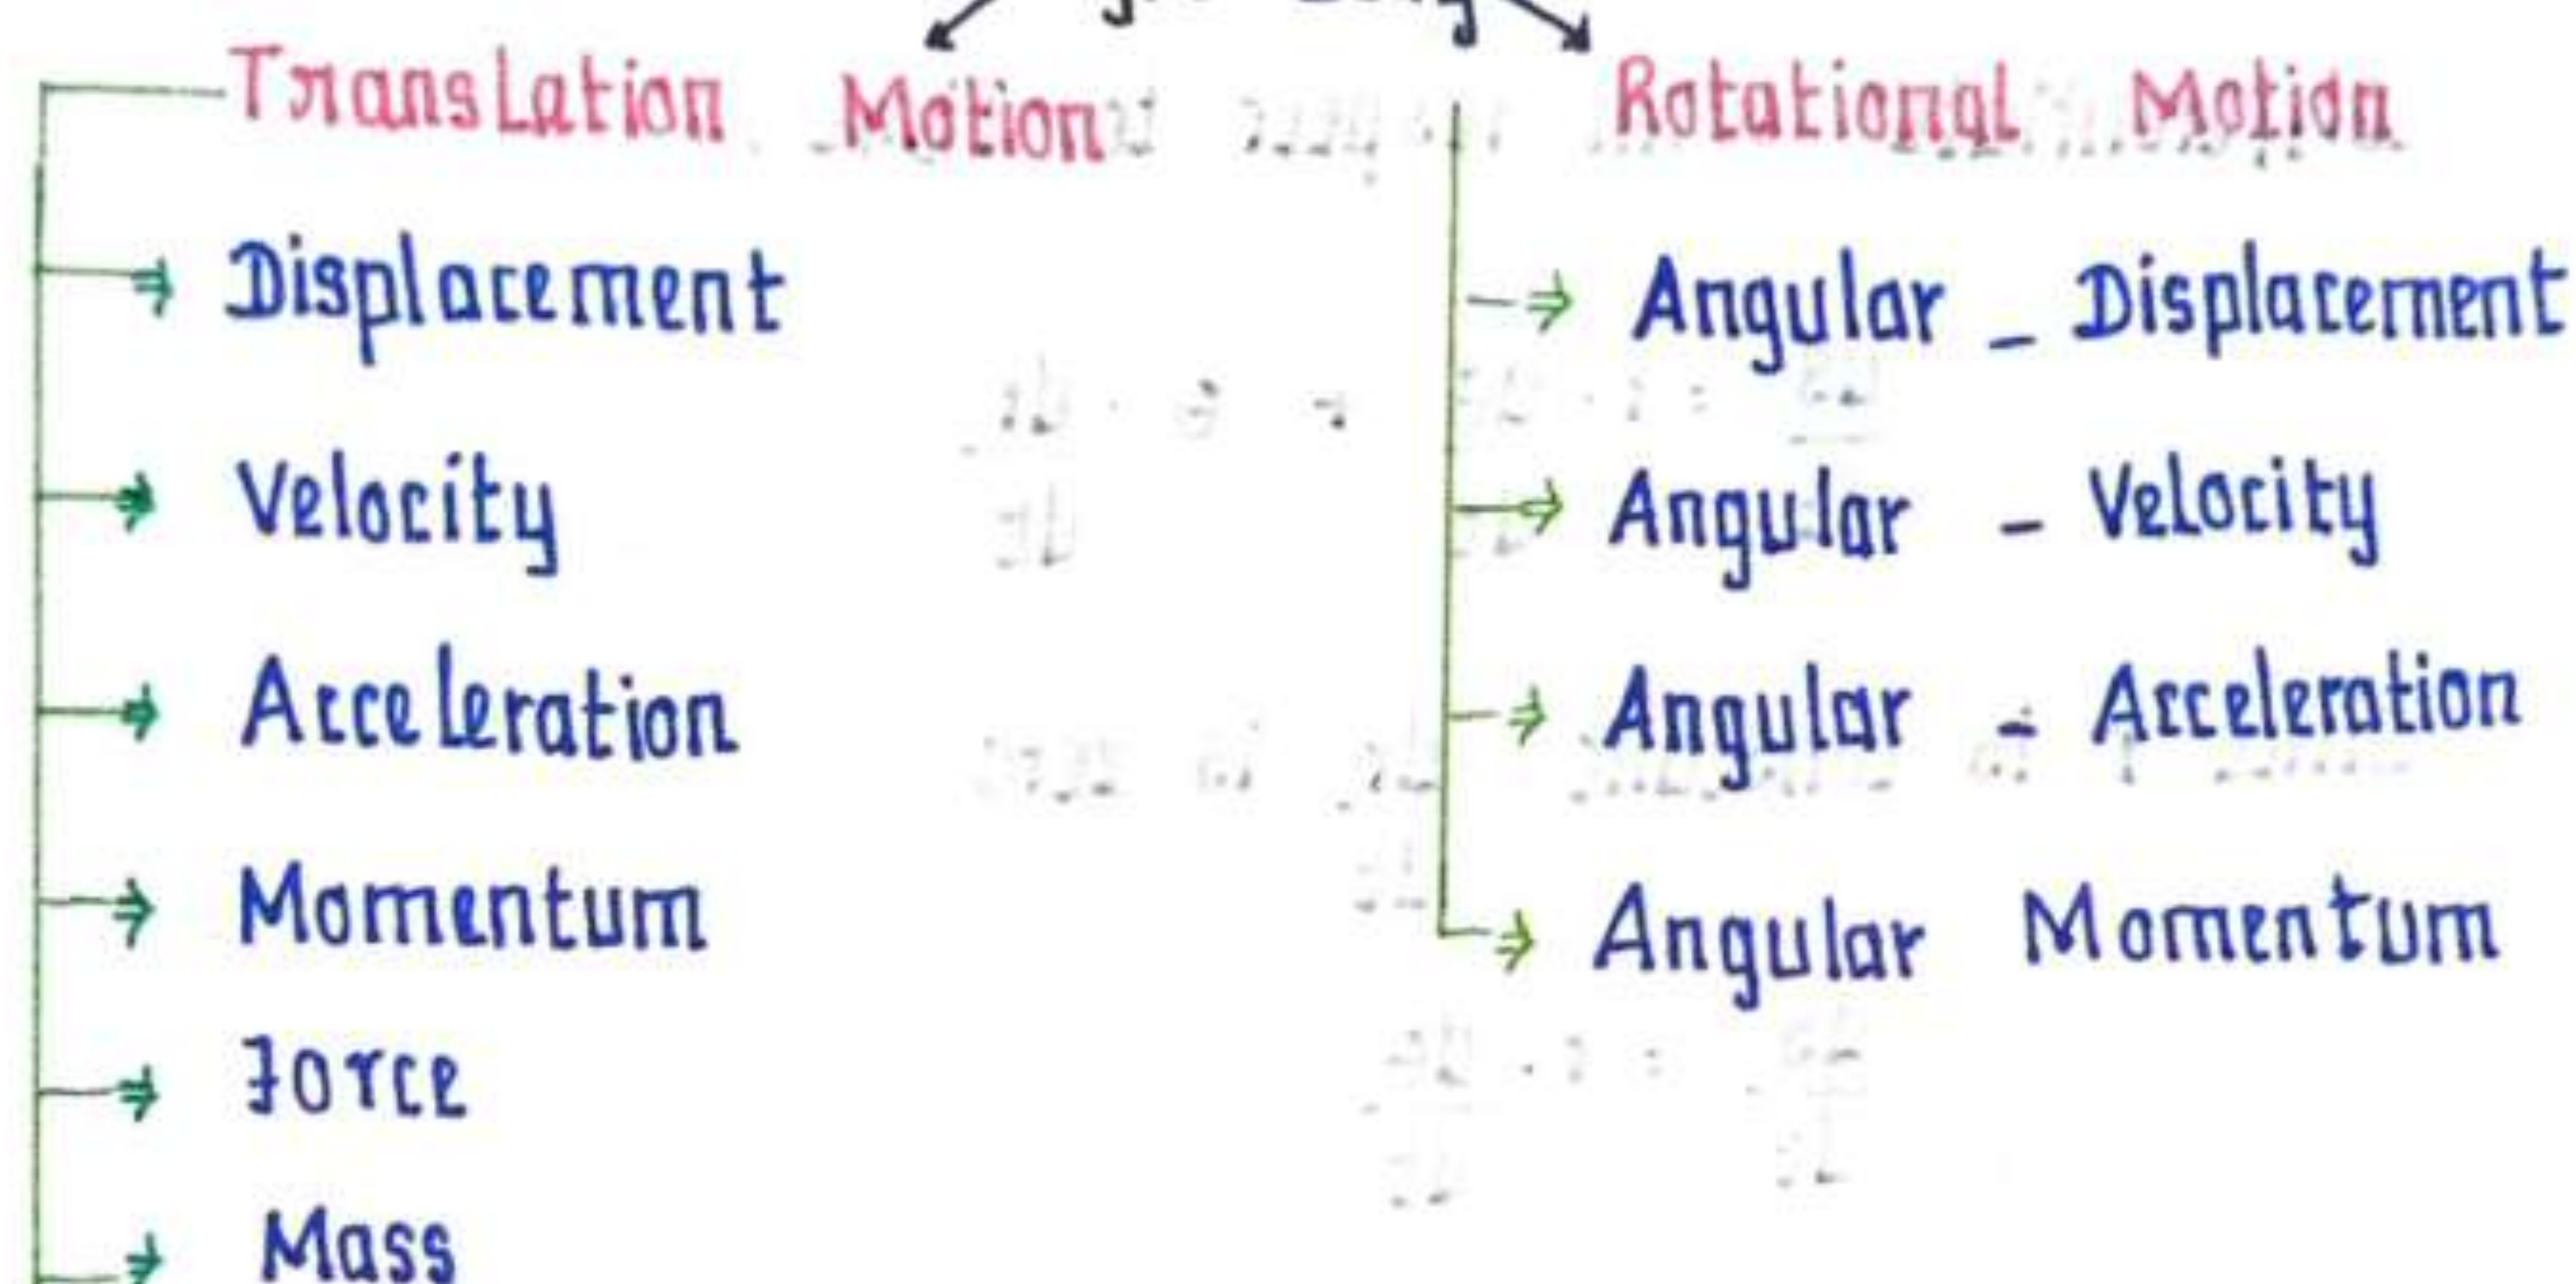 Translation Motion
Rotational Motion
Displacement
Angular - Displacement
Velocity
Angular - Velocity
Acceleration
Angular - Acceleration
Momentum
Angular Momentum
Force
Mass